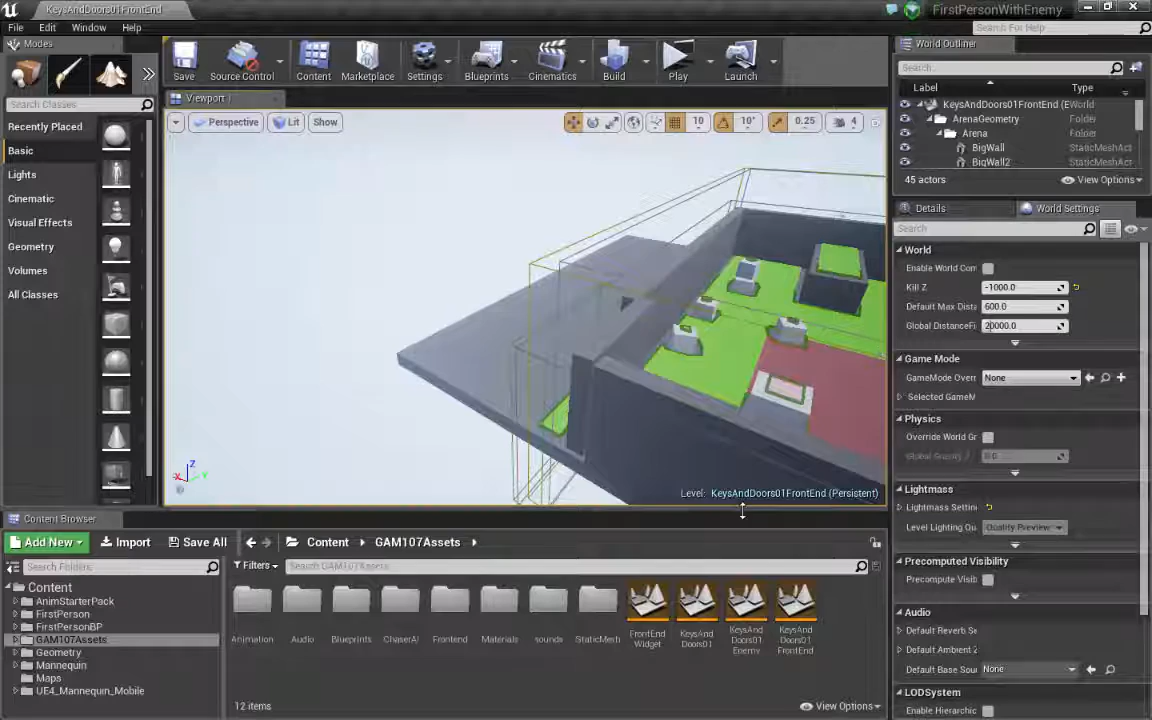 KeysAndDoors01FrontEnd
FirstPersonWithEnemy
File Edit Window Help
Search For Help
Modes
World Outliner
Save Source Control Content Marketplace Settings Blueprints Cinematics Build Play Launch
Search...
Label Type
Search Classes
Viewport 1
KeysAndDoors01FrontEnd (E World
ArenaGeometry Folder
Arena Folder
BigWall StaticMeshAct
BigWall2 StaticMeshAct
Perspective Lit Show 10 10° 0.25 4
Recently Placed
Basic
Lights
Cinematic
Visual Effects
Geometry
Volumes
All Classes
45 actors View Options
Details World Settings
Search
World
Enable World Com
Kill Z -1000.0
Default Max Dista 600.0
Global DistanceFi 20000.0
Game Mode
GameMode Overr None
Selected GameM
Physics
Override World Gr
Global Gravity Z 0.0
Lightmass
Lightmass Settin
Level Lighting Qu Quality Preview
Precomputed Visibility
Precompute Visib
Audio
Default Reverb Se
Default Ambient Z
Default Base Soun None
LODSystem
Enable Hierarchic
Z
X Y
Level: KeysAndDoors01FrontEnd (Persistent)
Content Browser
Add New Import Save All Content GAM107Assets
Search Folders
Filters Search GAM107Assets
Content
AnimStarterPack
FirstPerson
FirstPersonBP
GAM107Assets
Geometry
Mannequin
Maps
UE4_Mannequin_Mobile
Animation Audio Blueprints ChaserAI Frontend Materials sounds StaticMesh
FrontEnd
Widget
KeysAnd
Doors01
KeysAnd
Doors01
Enemy
KeysAnd
Doors01
FrontEnd
12 items View Options